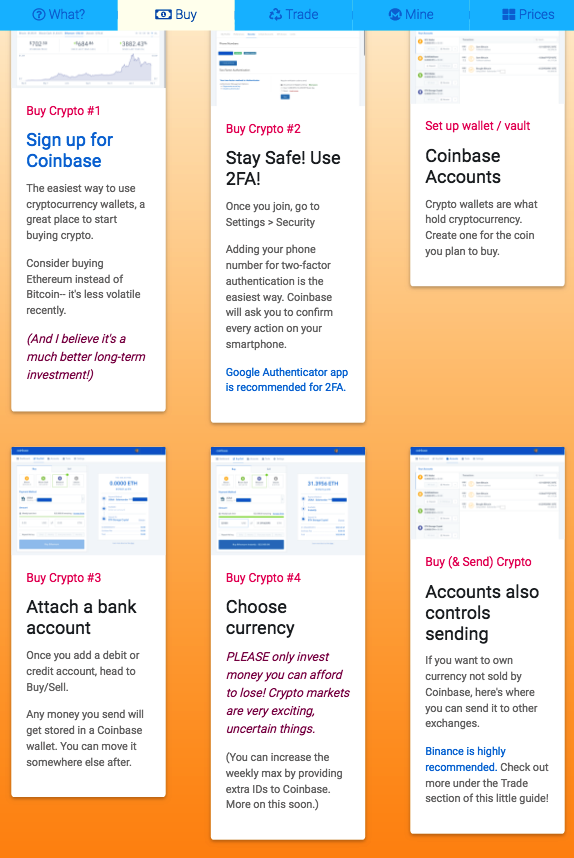 What?
Buy
Trade
Mine
Prices
Buy Crypto #1
Sign up for
Coinbase
The easiest way to use
cryptocurrency wallets, a
great place to start
buying crypto.
Consider buying
Ethereum instead of
Bitcoin-- it's less volatile
recently.
(And I believe it's a
much better long-term
investment!)
Buy Crypto #2
Stay Safe! Use
2FA!
Once you join, go to
Settings > Security
Adding your phone
number for two-factor
authentication is the
easiest way. Coinbase
will ask you to confirm
every action on your
smartphone.
Google Authenticator app
is recommended for 2FA.
Set up wallet / vault
Coinbase
Accounts
Crypto wallets are what
hold cryptocurrency.
Create one for the coin
you plan to buy.
0.0000 ETH
Buy Crypto #3
Attach a bank
account
Once you add a debit or
credit account, head to
Buy/Sell.
Any money you send will
get stored in a Coinbase
wallet. You can move it
somewhere else after.
Buy Crypto #4
Choose
currency
PLEASE only invest
money you can afford
to lose! Crypto markets
are very exciting,
uncertain things.
(You can increase the
weekly max by providing
extra IDs to Coinbase.
More on this soon.)
Buy (& Send) Crypto
Accounts also
controls
sending
If you want to own
currency not sold by
Coinbase, here's where
you can send it to other
exchanges.
Binance is highly
recommended. Check out
more under the Trade
section of this little guide!